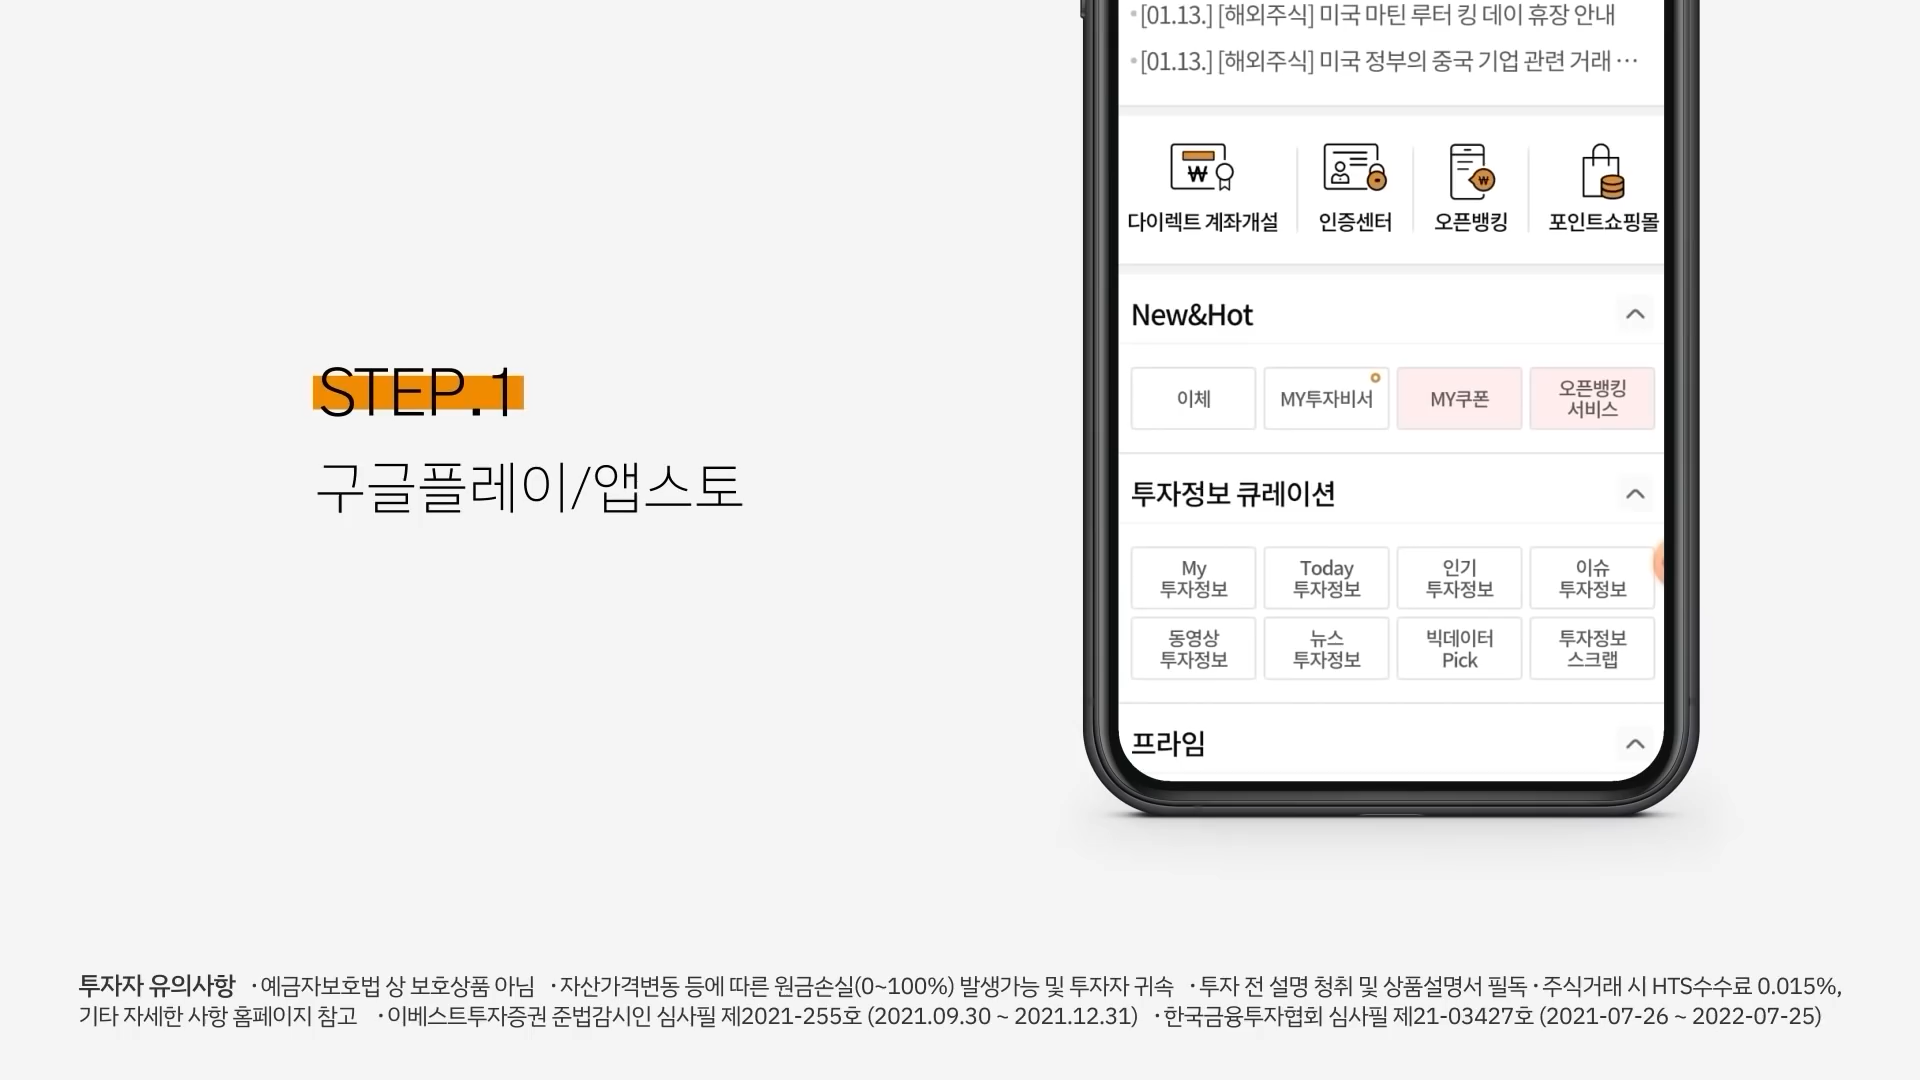 •[01.13.] [해외주식] 미국 마틴 루터 킹 데이 휴장 안내
•[01.13.] [해외주식] 미국 정부의 중국 기업 관련 거래 ⋯
다이렉트 계좌개설 인증센터 오픈뱅킹 포인트쇼핑몰
New&Hot
이체 MY투자비서 MY쿠폰 오픈뱅킹
서비스
투자정보 큐레이션
My Today 인기 이슈
투자정보 투자정보 투자정보 투자정보
동영상 뉴스 빅데이터 투자정보
투자정보 투자정보 Pick 스크랩
프라임
STEP.1
구글플레이/앱스토
투자자 유의사항 ·예금자보호법 상 보호상품 아님 ·자산가격변동 등에 따른 원금손실(0~100%) 발생가능 및 투자자 귀속 ·투자 전 설명 청취 및 상품설명서 필독·주식거래 시 HTS수수료 0.015%,
기타 자세한 사항 홈페이지 참고 ·이베스트투자증권 준법감시인 심사필 제2021-255호 (2021.09.30 ~ 2021.12.31) ·한국금융투자협회 심사필 제21-03427호 (2021-07-26 ~ 2022-07-25)